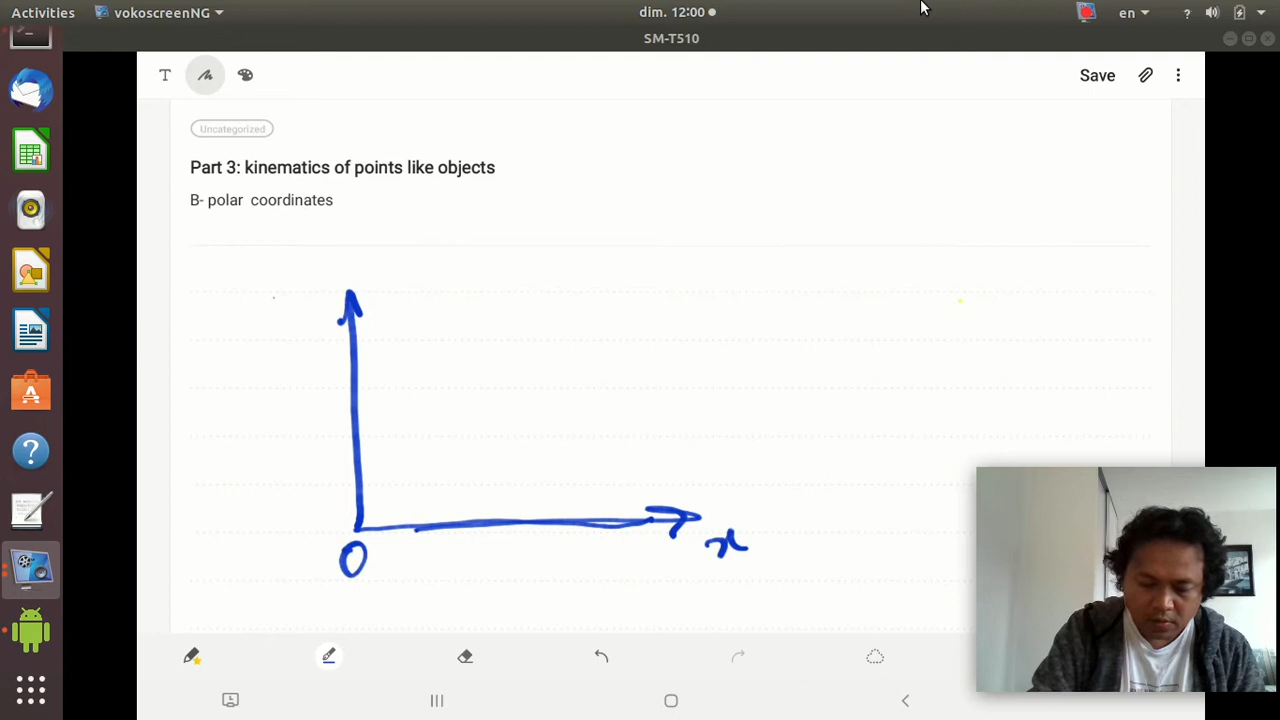 Activities vokoscreenNG dim. 12:00 en ?
SM-T510
T Save
Uncategorized
Part 3: kinematics of points like objects
B- polar coordinates
x
O